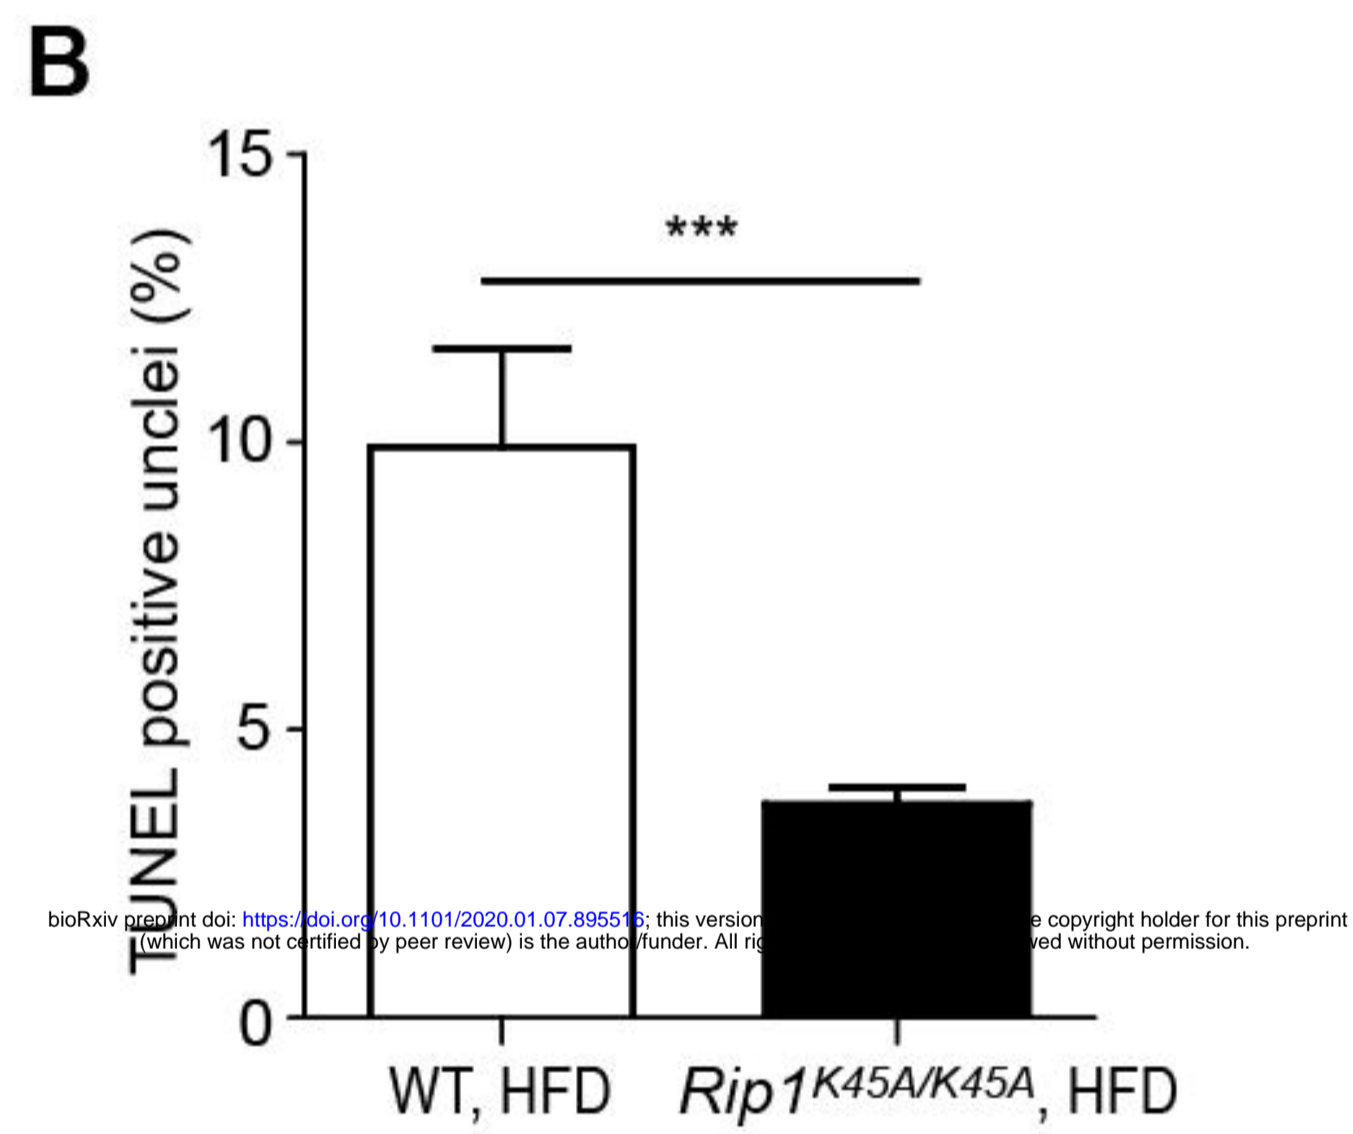 B
15
***
10
5
0
TUNEL positive unclei (%)
bioRxiv preprint doi: https://doi.org/10.1101/2020.01.07.895516; this version e copyright holder for this preprint
(which was not certified by peer review) is the author/funder. All rig wed without permission.
WT, HFD Rip1K45A/K45A, HFD